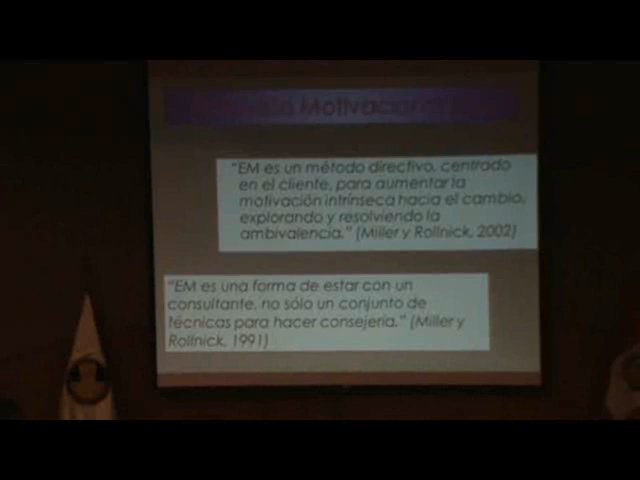 Motivacional
“EM es un método directivo, centrado
en el cliente, para aumentar la
motivación intrínseca hacia el cambio,
explorando y resolviendo la
ambivalencia.” (Miller y Rollnick, 2002)
“EM es una forma de estar con un
consultante, no sólo un conjunto de
técnicas para hacer consejería.” (Miller y
Rollnick, 1991)